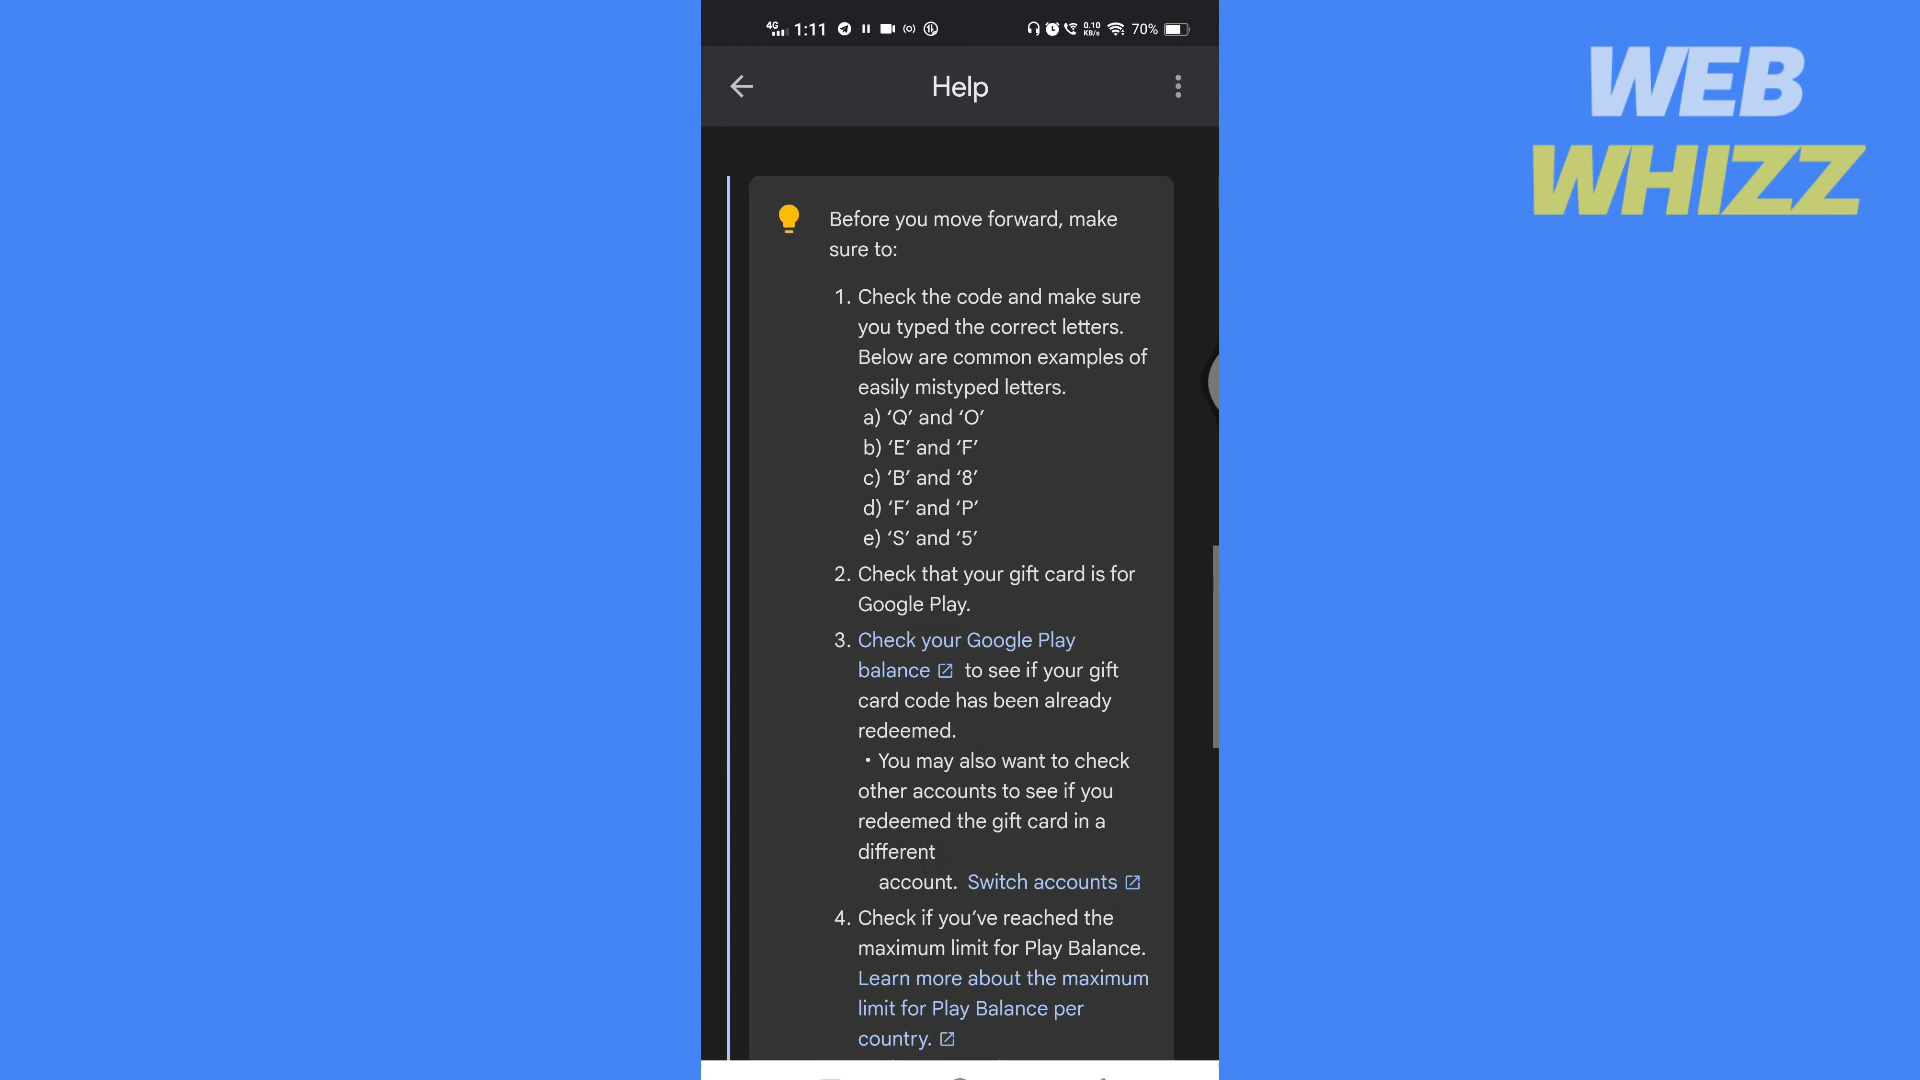 4G 1:11 0.10 KB/s 70%
WEB
WHIZZ
Help
Before you move forward, make
sure to:
1. Check the code and make sure
you typed the correct letters.
Below are common examples of
easily mistyped letters.
a) ‘Q’ and ‘O’
b) ‘E’ and ‘F’
c) ‘B’ and ‘8’
d) ‘F’ and ‘P’
e) ‘S’ and ‘5’
2. Check that your gift card is for
Google Play.
3. Check your Google Play
balance to see if your gift
card code has been already
redeemed.
• You may also want to check
other accounts to see if you
redeemed the gift card in a
different
account. Switch accounts
4. Check if you’ve reached the
maximum limit for Play Balance.
Learn more about the maximum
limit for Play Balance per
country.